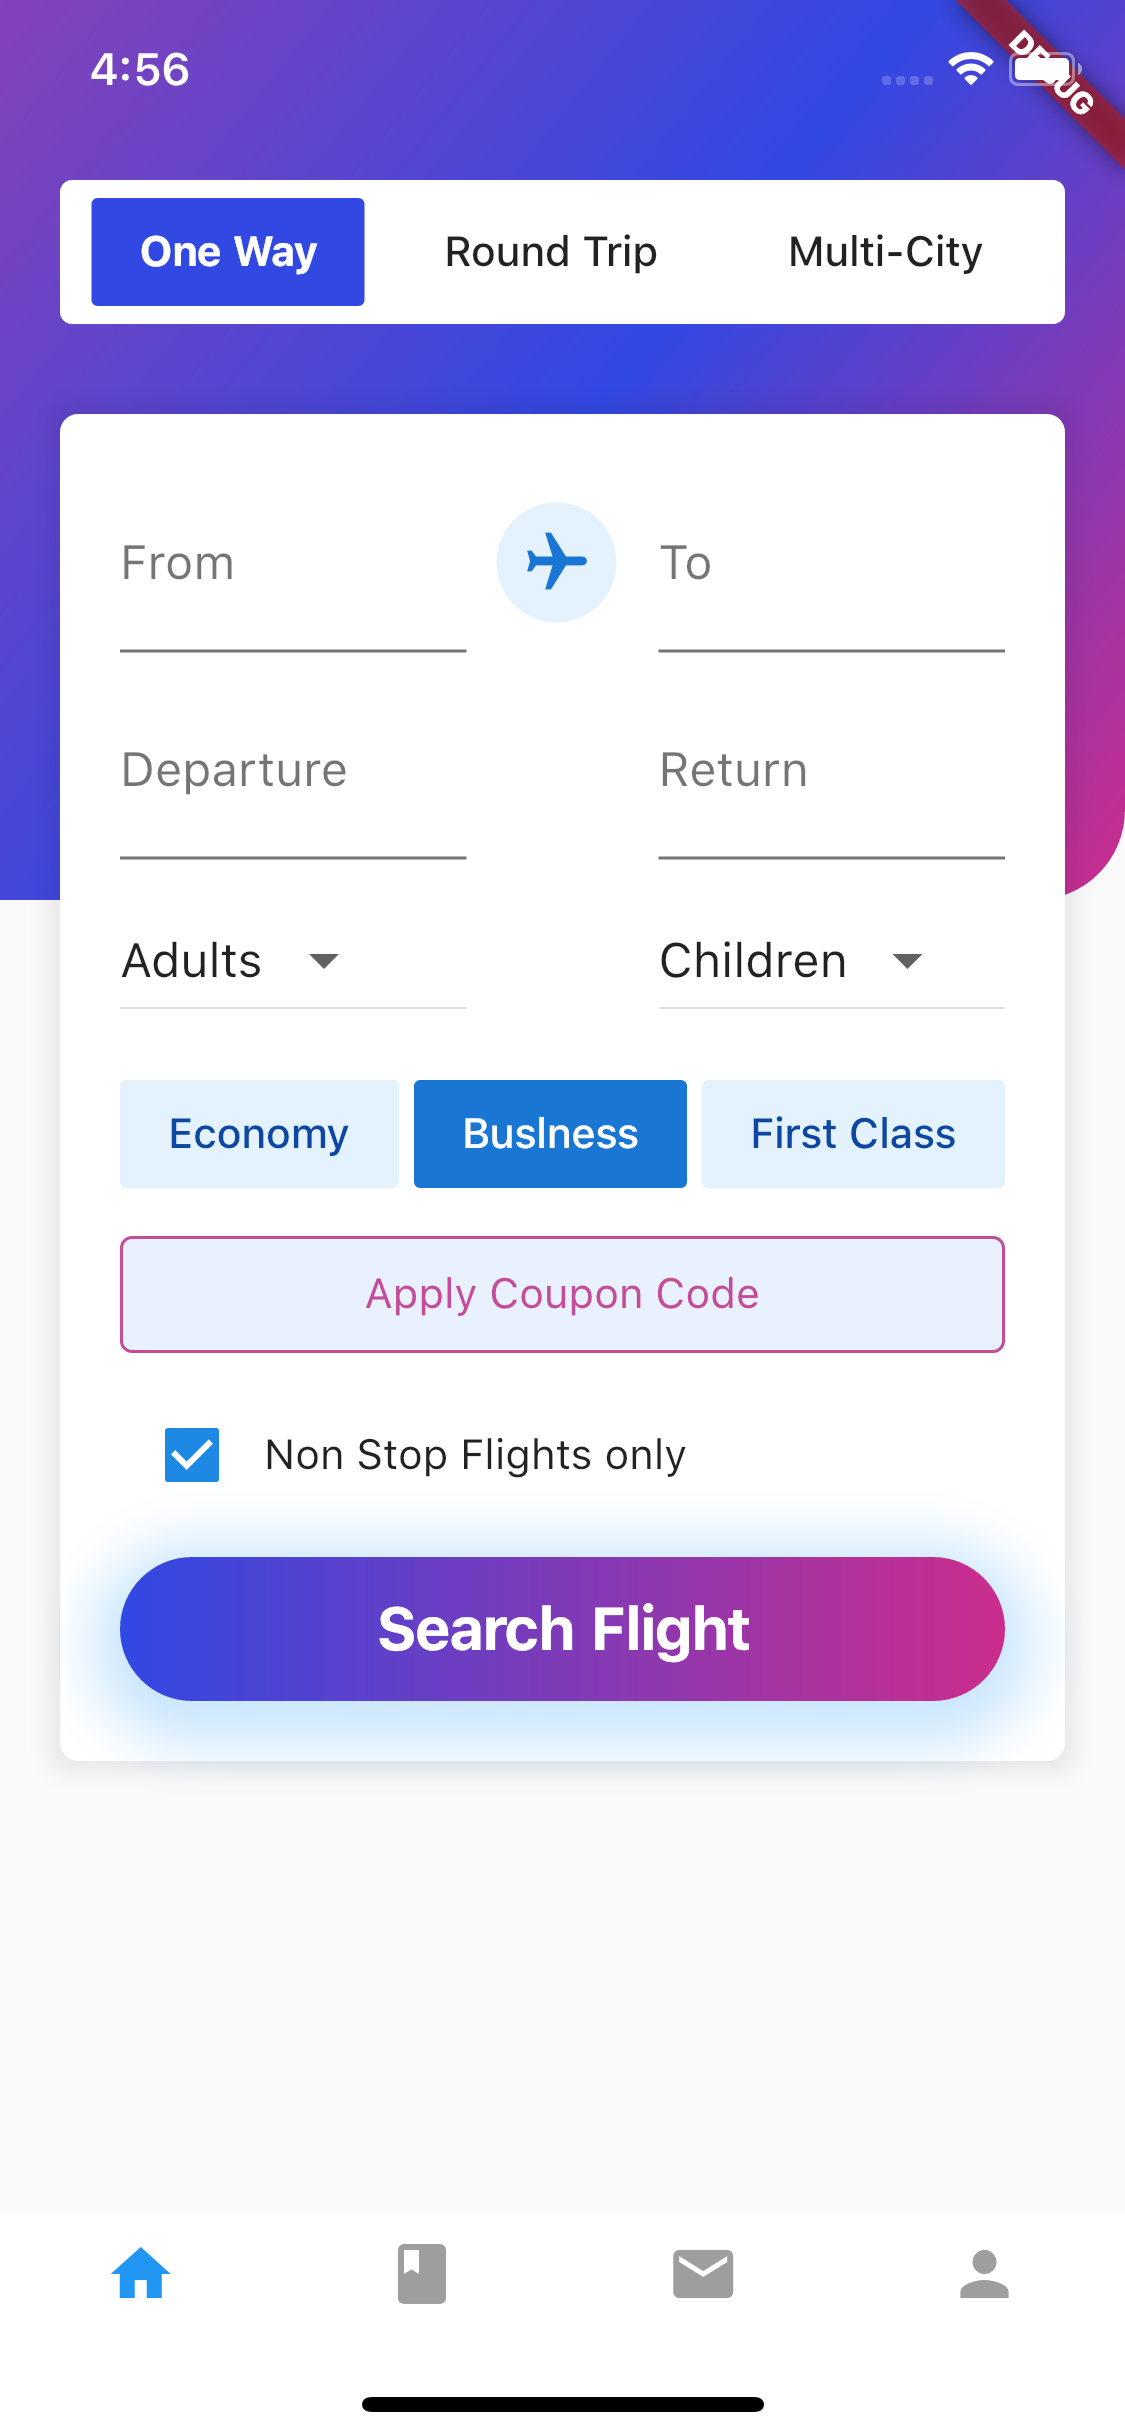 4:56
DEBUG
One Way Round Trip Multi-City
From To
Departure Return
Adults Children
Economy Buslness First Class
Apply Coupon Code
Non Stop Flights only
Search Flight